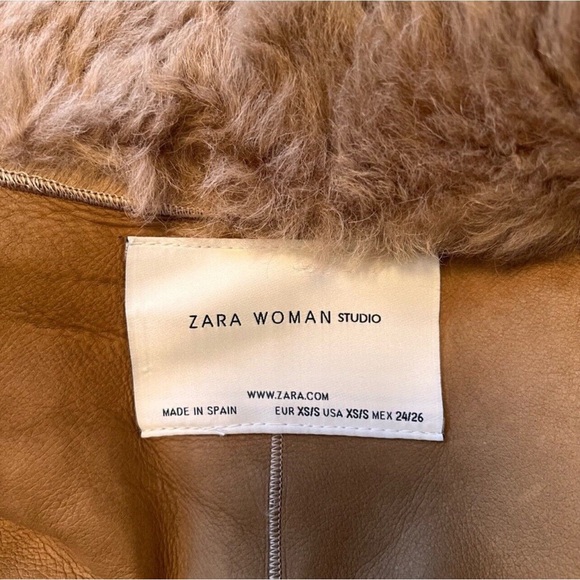 ZARA WOMAN STUDIO
WWW.ZARA.COM
MADE IN SPAIN EUR XS/S USA XS/S MEX 24/26